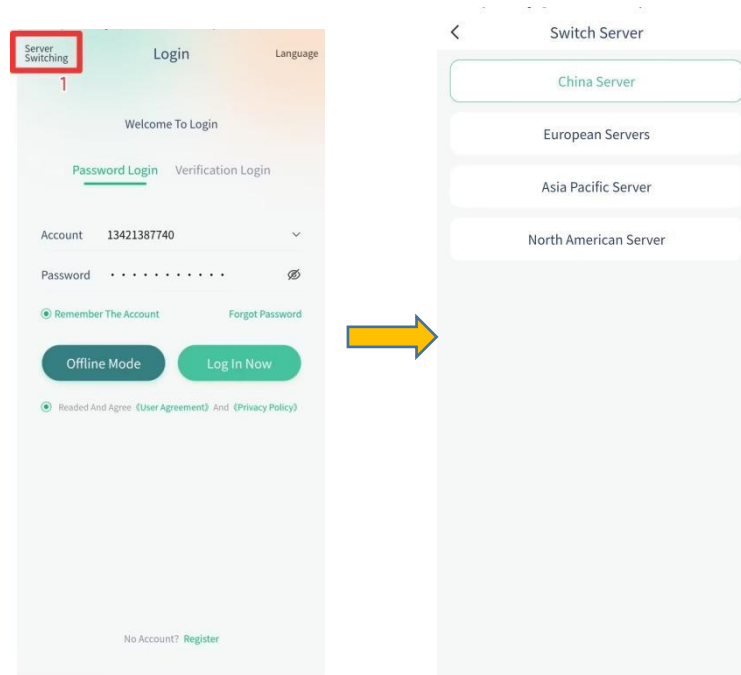 Server
Switching
Login
Language
1
Welcome To Login
Password Login Verification Login
Account 13421387740
Password ···········
Remember The Account Forgot Password
Offline Mode Log In Now
Readed And Agree 《User Agreement》 And 《Privacy Policy》
No Account? Register
Switch Server
China Server
European Servers
Asia Pacific Server
North American Server